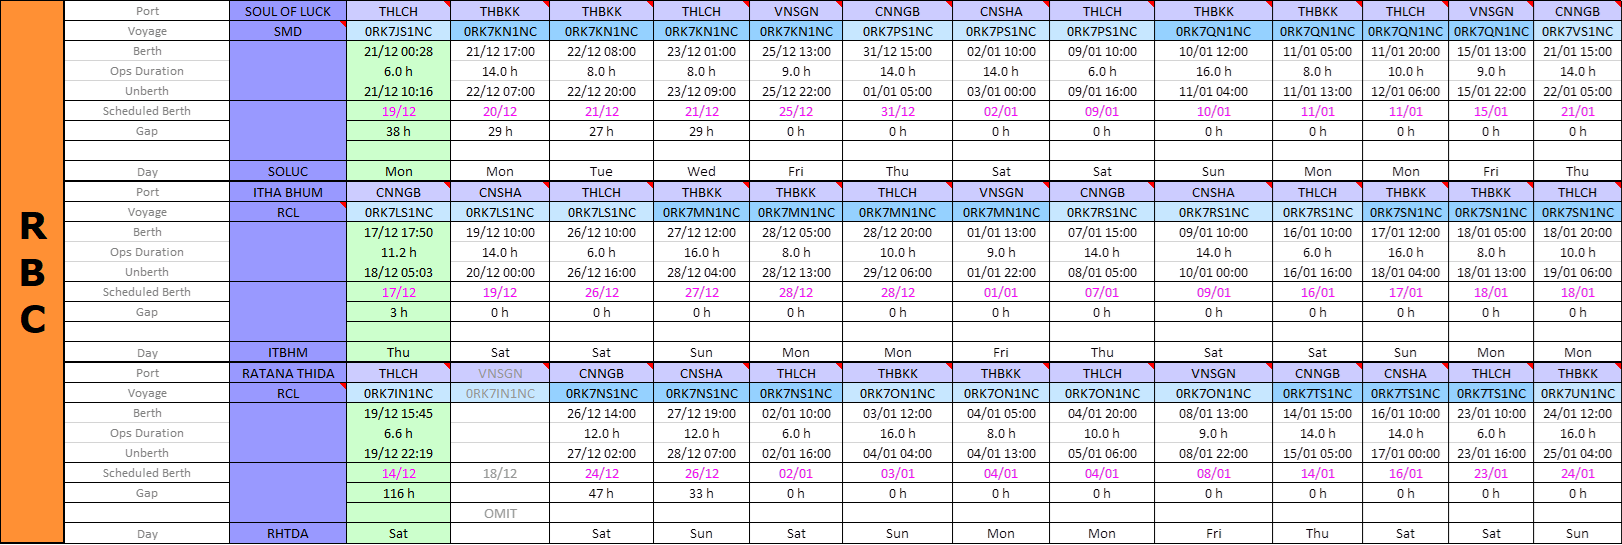 R
B
C
Port SOUL OF LUCK THLCH THBKK THBKK THLCH VNSGN CNNGB CNSHA THLCH THBKK THBKK THLCH VNSGN CNNGB
Voyage SMD 0RK7JS1NC 0RK7KN1NC 0RK7KN1NC 0RK7KN1NC 0RK7KN1NC 0RK7PS1NC 0RK7PS1NC 0RK7PS1NC 0RK7QN1NC 0RK7QN1NC 0RK7QN1NC 0RK7QN1NC 0RK7VS1NC
Berth 21/12 00:28 21/12 17:00 22/12 08:00 23/12 01:00 25/12 13:00 31/12 15:00 02/01 10:00 09/01 10:00 10/01 12:00 11/01 05:00 11/01 20:00 15/01 13:00 21/01 15:00
Ops Duration 6.0 h 14.0 h 8.0 h 8.0 h 9.0 h 14.0 h 14.0 h 6.0 h 16.0 h 8.0 h 10.0 h 9.0 h 14.0 h
Unberth 21/12 10:16 22/12 07:00 22/12 20:00 23/12 09:00 25/12 22:00 01/01 05:00 03/01 00:00 09/01 16:00 11/01 04:00 11/01 13:00 12/01 06:00 15/01 22:00 22/01 05:00
Scheduled Berth 19/12 20/12 21/12 21/12 25/12 31/12 02/01 09/01 10/01 11/01 11/01 15/01 21/01
Gap 38 h 29 h 27 h 29 h 0 h 0 h 0 h 0 h 0 h 0 h 0 h 0 h 0 h
Day SOLUC Mon Mon Tue Wed Fri Thu Sat Sat Sun Mon Mon Fri Thu
Port ITHA BHUM CNNGB CNSHA THLCH THBKK THBKK THLCH VNSGN CNNGB CNSHA THLCH THBKK THBKK THLCH
Voyage RCL 0RK7LS1NC 0RK7LS1NC 0RK7LS1NC 0RK7MN1NC 0RK7MN1NC 0RK7MN1NC 0RK7MN1NC 0RK7RS1NC 0RK7RS1NC 0RK7RS1NC 0RK7SN1NC 0RK7SN1NC 0RK7SN1NC
Berth 17/12 17:50 19/12 10:00 26/12 10:00 27/12 12:00 28/12 05:00 28/12 20:00 01/01 13:00 07/01 15:00 09/01 10:00 16/01 10:00 17/01 12:00 18/01 05:00 18/01 20:00
Ops Duration 11.2 h 14.0 h 6.0 h 16.0 h 8.0 h 10.0 h 9.0 h 14.0 h 14.0 h 6.0 h 16.0 h 8.0 h 10.0 h
Unberth 18/12 05:03 20/12 00:00 26/12 16:00 28/12 04:00 28/12 13:00 29/12 06:00 01/01 22:00 08/01 05:00 10/01 00:00 16/01 16:00 18/01 04:00 18/01 13:00 19/01 06:00
Scheduled Berth 17/12 19/12 26/12 27/12 28/12 28/12 01/01 07/01 09/01 16/01 17/01 18/01 18/01
Gap 3 h 0 h 0 h 0 h 0 h 0 h 0 h 0 h 0 h 0 h 0 h 0 h 0 h
Day ITBHM Thu Sat Sat Sun Mon Mon Fri Thu Sat Sat Sun Mon Mon
Port RATANA THIDA THLCH VNSGN CNNGB CNSHA THLCH THBKK THBKK THLCH VNSGN CNNGB CNSHA THLCH THBKK
Voyage RCL 0RK7IN1NC 0RK7IN1NC 0RK7NS1NC 0RK7NS1NC 0RK7NS1NC 0RK7ON1NC 0RK7ON1NC 0RK7ON1NC 0RK7ON1NC 0RK7TS1NC 0RK7TS1NC 0RK7TS1NC 0RK7UN1NC
Berth 19/12 15:45 26/12 14:00 27/12 19:00 02/01 10:00 03/01 12:00 04/01 05:00 04/01 20:00 08/01 13:00 14/01 15:00 16/01 10:00 23/01 10:00 24/01 12:00
Ops Duration 6.6 h 12.0 h 12.0 h 6.0 h 16.0 h 8.0 h 10.0 h 9.0 h 14.0 h 14.0 h 6.0 h 16.0 h
Unberth 19/12 22:19 27/12 02:00 28/12 07:00 02/01 16:00 04/01 04:00 04/01 13:00 05/01 06:00 08/01 22:00 15/01 05:00 17/01 00:00 23/01 16:00 25/01 04:00
Scheduled Berth 14/12 18/12 24/12 26/12 02/01 03/01 04/01 04/01 08/01 14/01 16/01 23/01 24/01
Gap 116 h 47 h 33 h 0 h 0 h 0 h 0 h 0 h 0 h 0 h 0 h 0 h
OMIT
Day RHTDA Sat Sat Sun Sat Sun Mon Mon Fri Thu Sat Sat Sun